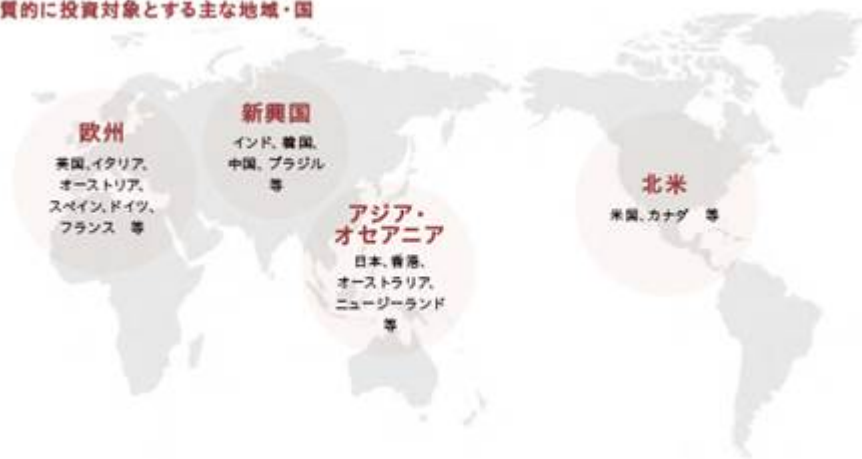 質的に投資対象とする主な地域・国
欧州
英国、イタリア、
オーストリア、
スペイン、ドイツ、
フランス 等
新興国
インド、韓国、
中国、ブラジル
等
アジア・
オセアニア
日本、香港、
オーストラリア、
ニュージーランド
等
北米
米国、カナダ 等